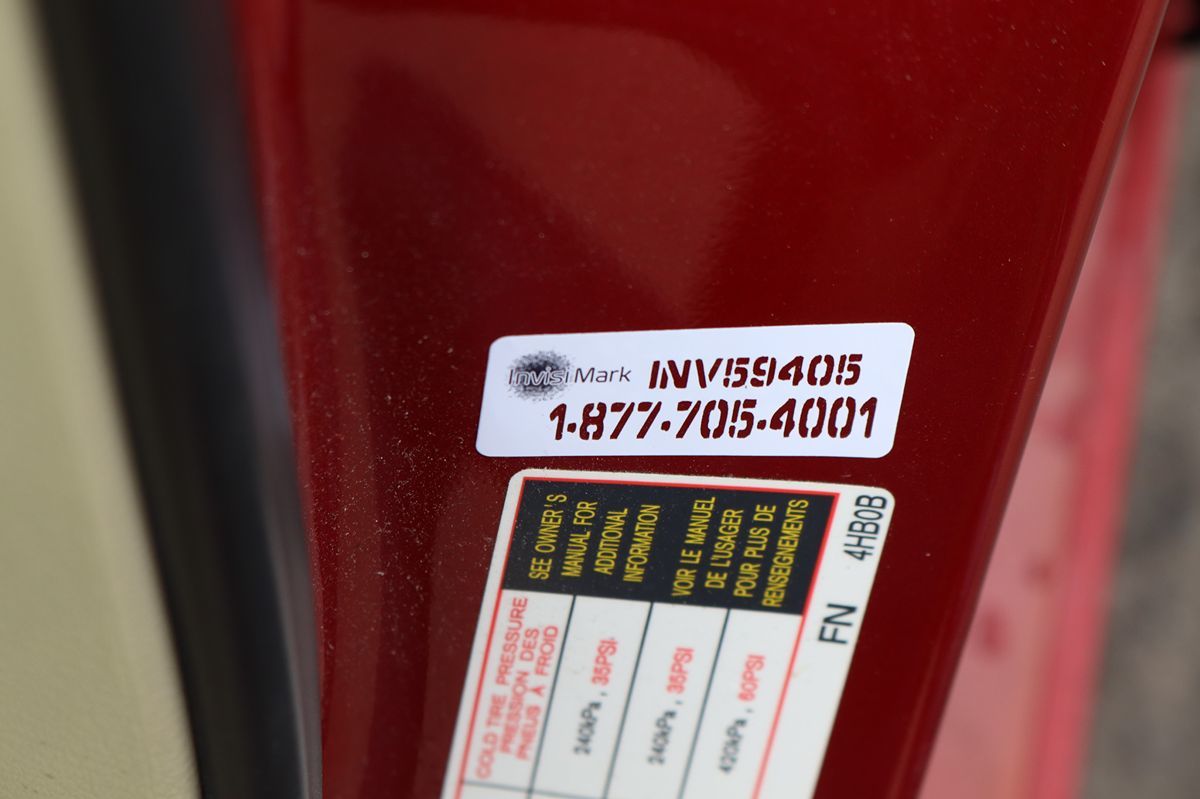 InvisiMark INV59405
1-877-705-4001
SEE OWNER'S
MANUAL FOR
ADDITIONAL
INFORMATION
VOIR LE MANUEL
DE L'USAGER
POUR PLUS DE
RENSEIGNEMENTS
COLD TIRE PRESSURE
PRESSION DES
PNEUS À FROID
240kPa, 35PSI
240kPa, 35PSI
420kPa, 60PSI
FN
4HB0B